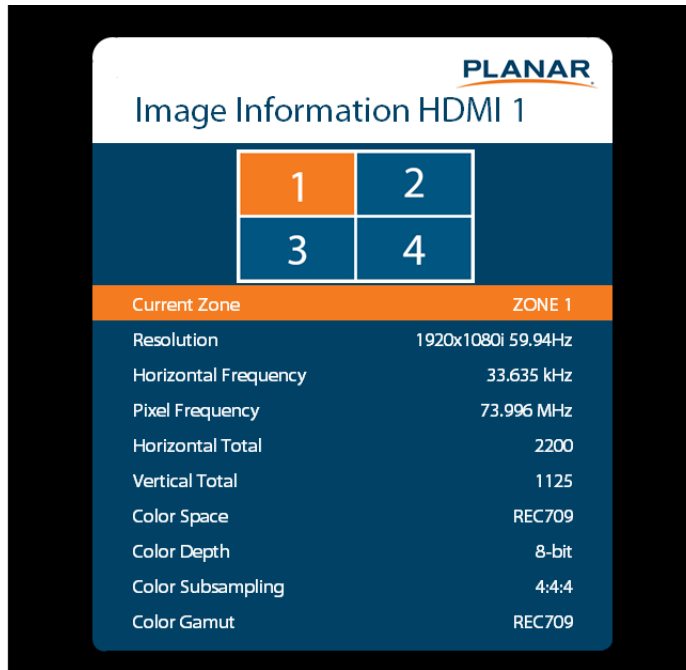 PLANAR
Image Information HDMI 1
1 2
3 4
Current Zone ZONE 1
Resolution 1920x1080i 59.94Hz
Horizontal Frequency 33.635 kHz
Pixel Frequency 73.996 MHz
Horizontal Total 2200
Vertical Total 1125
Color Space REC709
Color Depth 8-bit
Color Subsampling 4:4:4
Color Gamut REC709